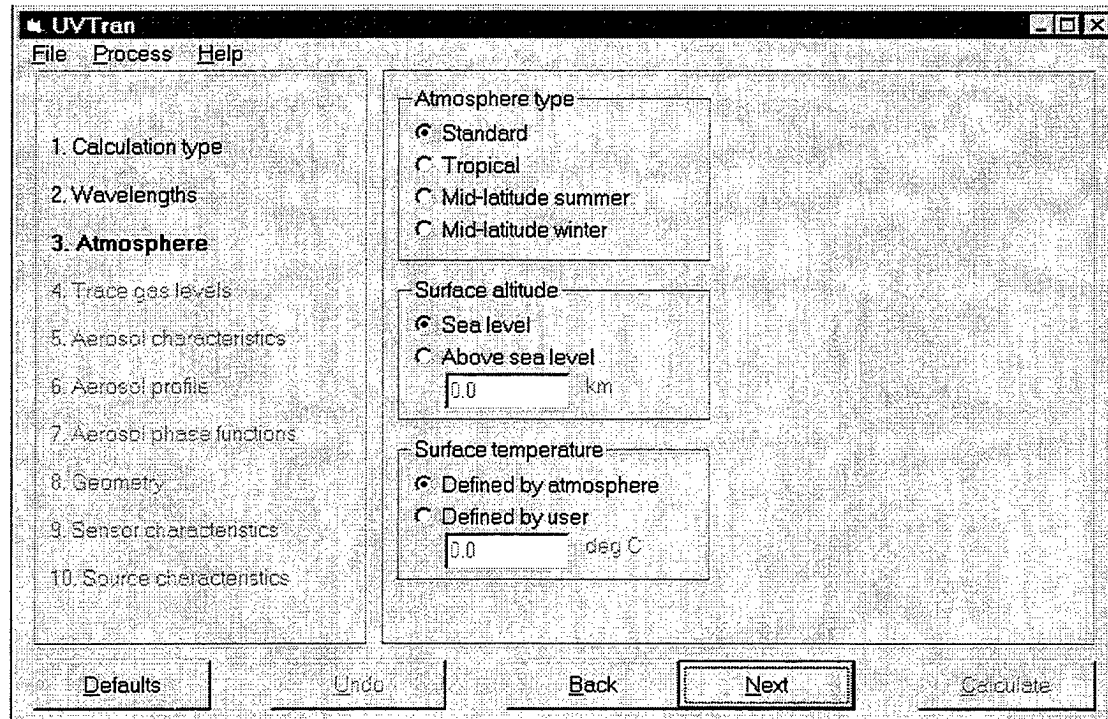 UVTran
File Process Help
1. Calculation type
2. Wavelengths
3. Atmosphere
4. Trace gas levels
5. Aerosol characteristics
6. Aerosol profile
7. Aerosol phase functions
8. Geometry
9. Sensor characteristics
10. Source characteristics
Atmosphere type
Standard
Tropical
Mid-latitude summer
Mid-latitude winter
Surface altitude
Sea level
Above sea level
0.0 km
Surface temperature
Defined by atmosphere
Defined by user
0.0 deg C
Defaults Undo Back Next Calculate